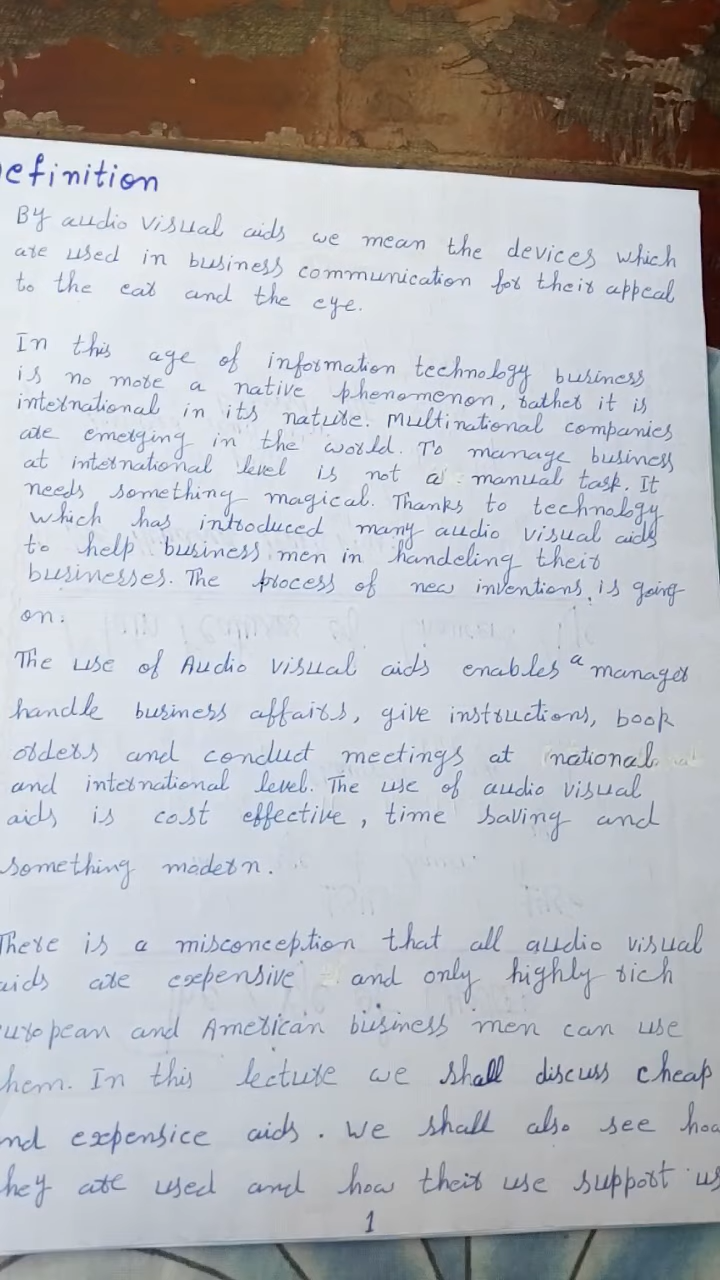 efinition
By audio visual aids we mean the devices which
are used in business communication for their appeal
to the ear and the eye.
In this age of information technology business
is no more a native phenomenon, rather it is
international in its nature. Multinational companies
are emerging in the world. To manage business
at international level is not a manual task. It
needs something magical. Thanks to technology
which has introduced many audio visual aids
to help business men in handeling their
businesses. The process of new inventions is going
on.
The use of Audio visual aids enables a manager
handle business affairs, give instructions, book
orders and conduct meetings at national
and international level. The use of audio visual
aids is cost effective, time saving and
something modern.
There is a misconception that all audio visual
aids are expensive and only highly rich
uropean and American business men can use
hem. In this lecture we shall discuss cheap
nd expensice aids. We shall also see how
hey are used and how their use support us
1